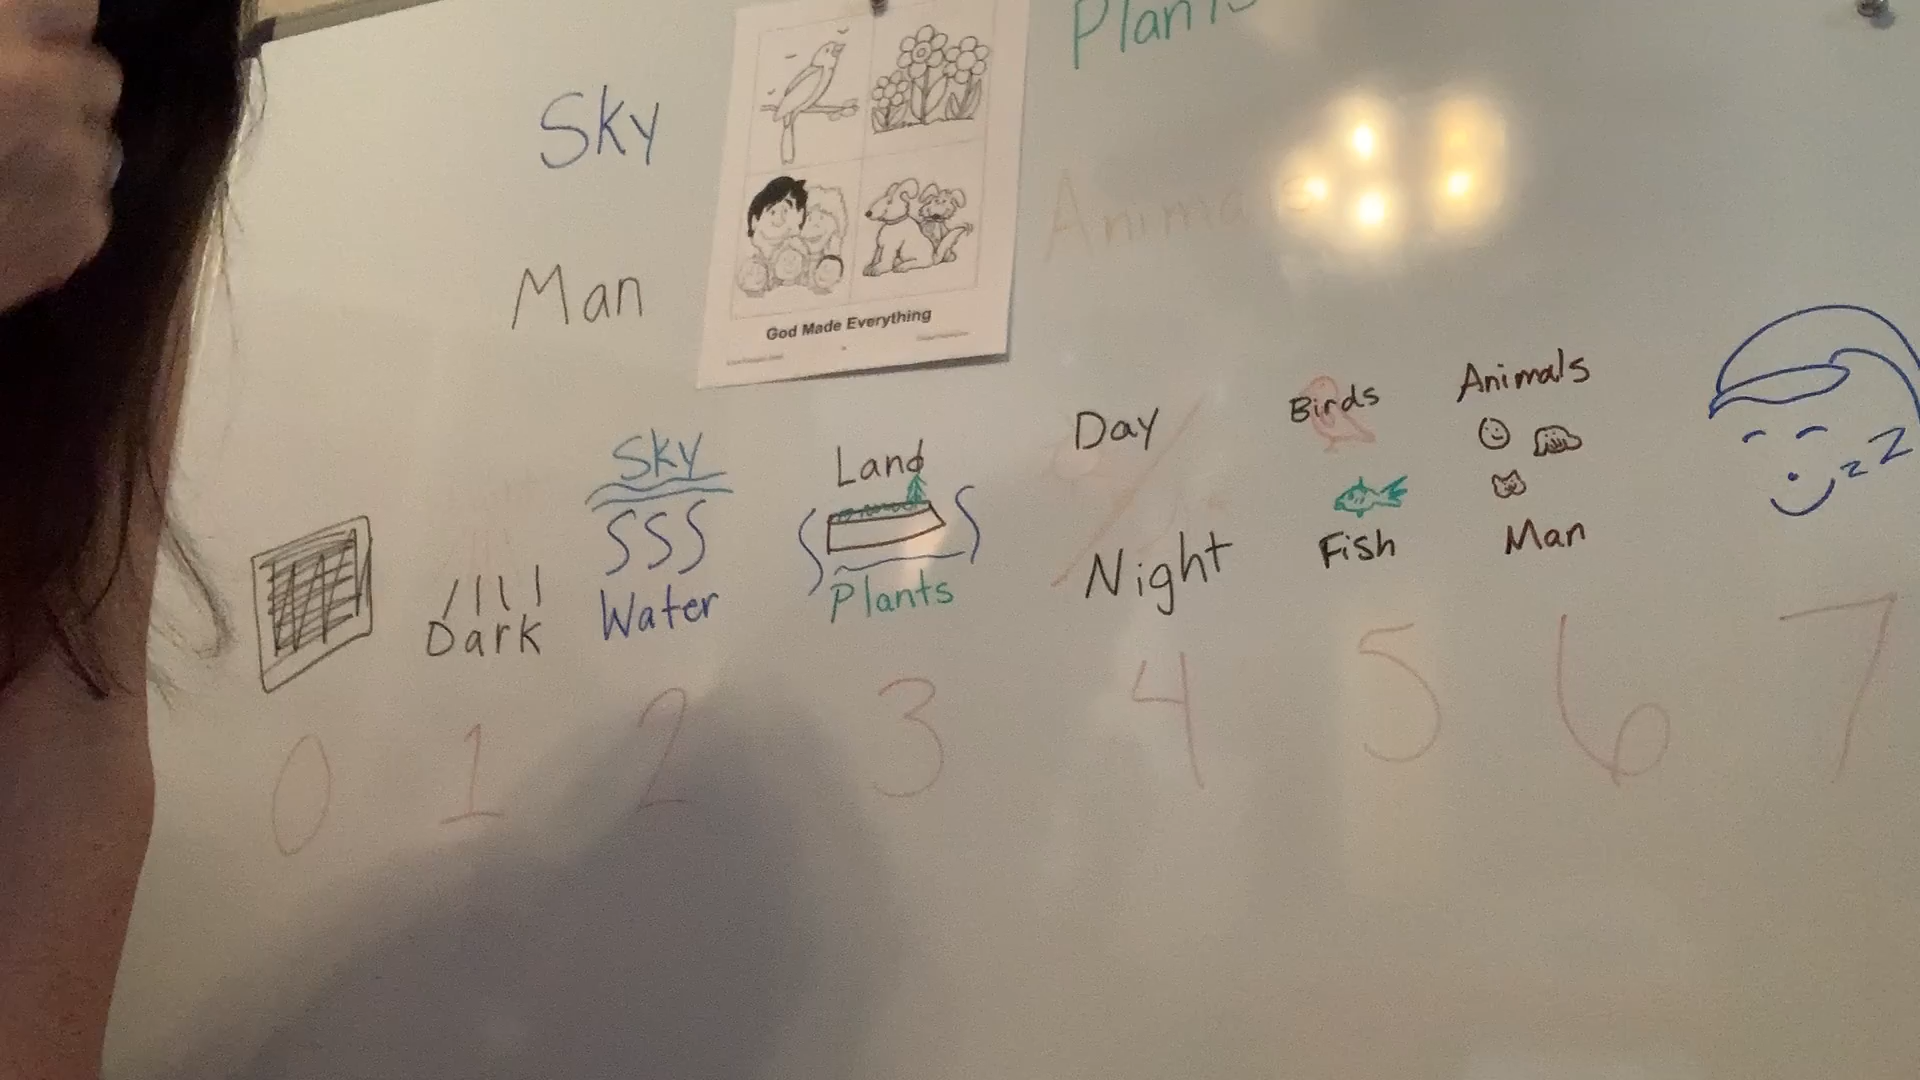 Plants
Sky
Animals
Man
God Made Everything
Sky
Land
Day
Birds
Animals
Dark
Water
Plants
Night
Fish
Man
z Z
0 1 2 3 4 5 6 7